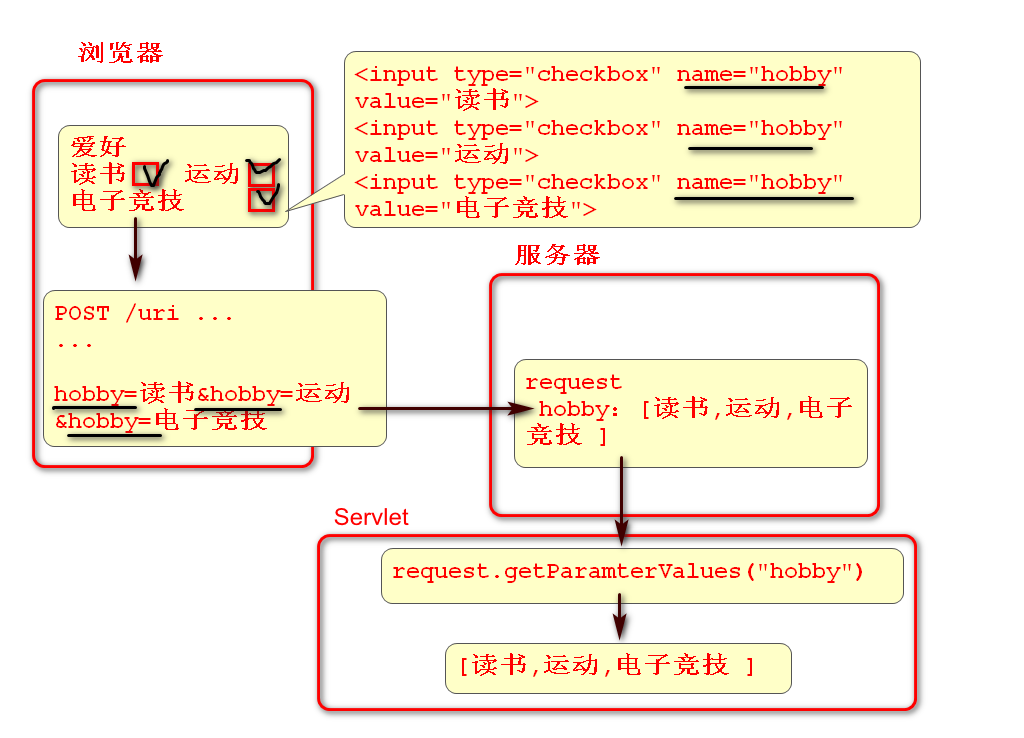 浏览器
<input type="checkbox" name="hobby"
value="读书">
<input type="checkbox" name="hobby"
value="运动">
<input type="checkbox" name="hobby"
value="电子竞技">
爱好
读书 运动
电子竞技
POST /uri ...
...
hobby=读书&hobby=运动
&hobby=电子竞技
服务器
request
hobby: [读书,运动,电子
竞技 ]
Servlet
request.getParamterValues("hobby")
[读书,运动,电子竞技 ]